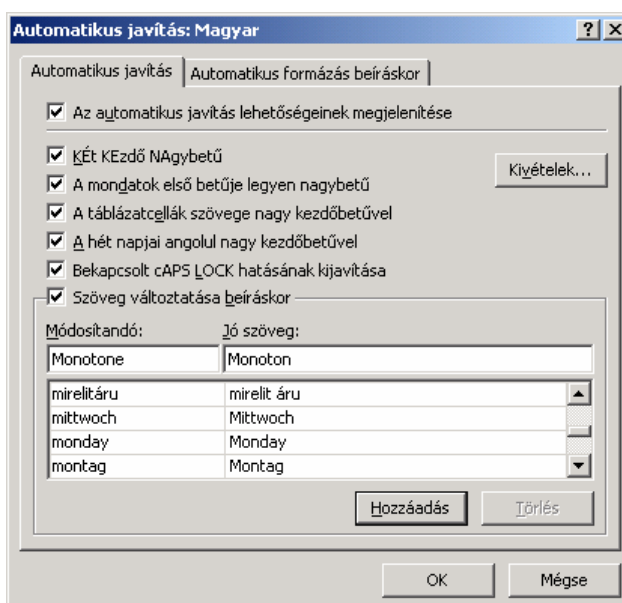 Automatikus javítás: Magyar
Automatikus javítás Automatikus formázás beíráskor
Az automatikus javítás lehetőségeinek megjelenítése
KÉt KEzdő NAgybetű
Kivételek...
A mondatok első betűje legyen nagybetű
A táblázatcellák szövege nagy kezdőbetűvel
A hét napjai angolul nagy kezdőbetűvel
Bekapcsolt cAPS LOCK hatásának kijavítása
Szöveg változtatása beíráskor
Módosítandó: Jó szöveg:
Monotone Monoton
mirelitáru mirelit áru
mittwoch Mittwoch
monday Monday
montag Montag
Hozzáadás Törlés
OK Mégse